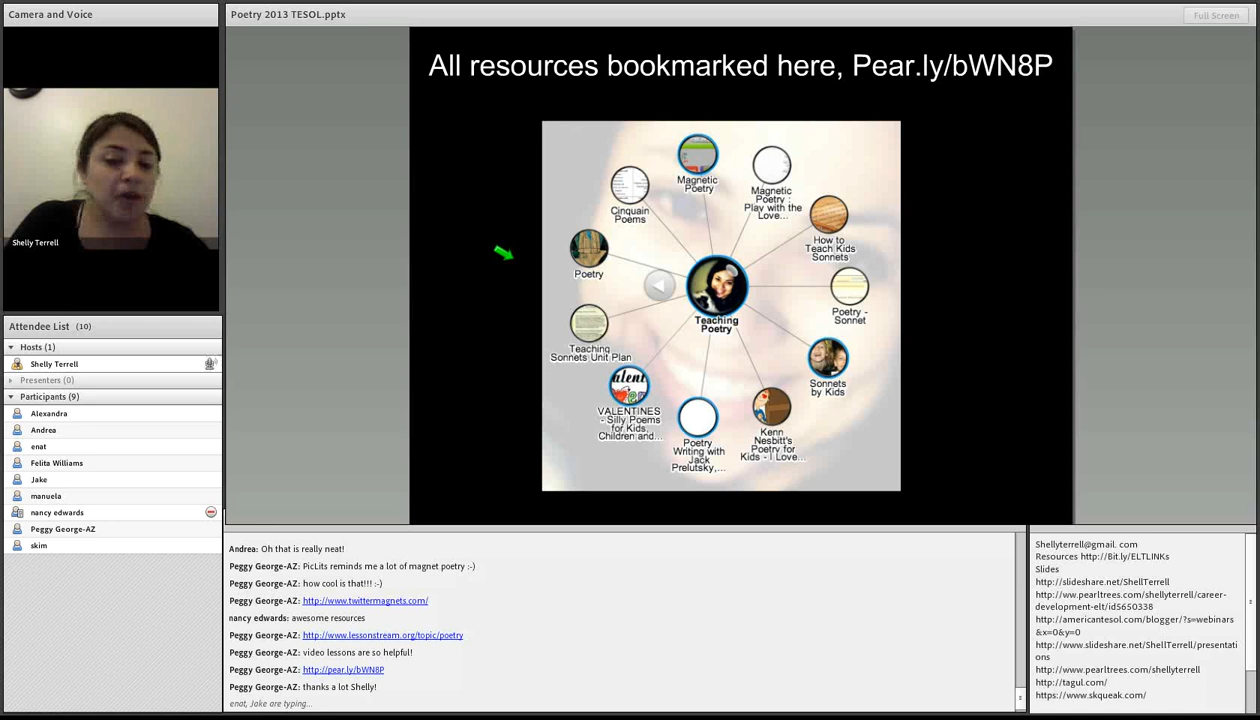 Camera and Voice
Shelly Terrell
Attendee List (10)
Hosts (1)
Shelly Terrell
Presenters (0)
Participants (9)
Alexandra
Andrea
enat
Felita Williams
Jake
manuela
nancy edwards
Peggy George-AZ
skim
Poetry 2013 TESOL.pptx
Full Screen
All resources bookmarked here, Pear.ly/bWN8P
Magnetic
Poetry
Magnetic
Poetry :
Play with the
Love...
Cinquain
Poems
How to
Teach Kids
Sonnets
Poetry
Poetry -
Sonnet
Teaching
Poetry
Teaching
Sonnets Unit Plan
Sonnets
by Kids
alent
VALENTINES
- Silly Poems
for Kids,
Children and...
Poetry
Writing with
Jack
Prelutsky,...
Kenn
Nesbitt's
Poetry for
Kids - I Love...
Andrea: Oh that is really neat!
Peggy George-AZ: PicLits reminds me a lot of magnet poetry :-)
Peggy George-AZ: how cool is that!!! :-)
Peggy George-AZ: http://www.twittermagnets.com/
nancy edwards: awesome resources
Peggy George-AZ: http://www.lessonstream.org/topic/poetry
Peggy George-AZ: video lessons are so helpful!
Peggy George-AZ: http://pear.ly/bWN8P
Peggy George-AZ: thanks a lot Shelly!
enat, Jake are typing...
Shellyterrell@gmail. com
Resources http://Bit.ly/ELTLINKs
Slides
http://slideshare.net/ShellTerrell
http://ww.pearltrees.com/shellyterrell/career-
development-elt/id5650338
http://americantesol.com/blogger/?s=webinars
&x=0&y=0
http://www.slideshare.net/ShellTerrell/presentati
ons
http://www.pearltrees.com/shellyterrell
http://tagul.com/
https://www.skqueak.com/